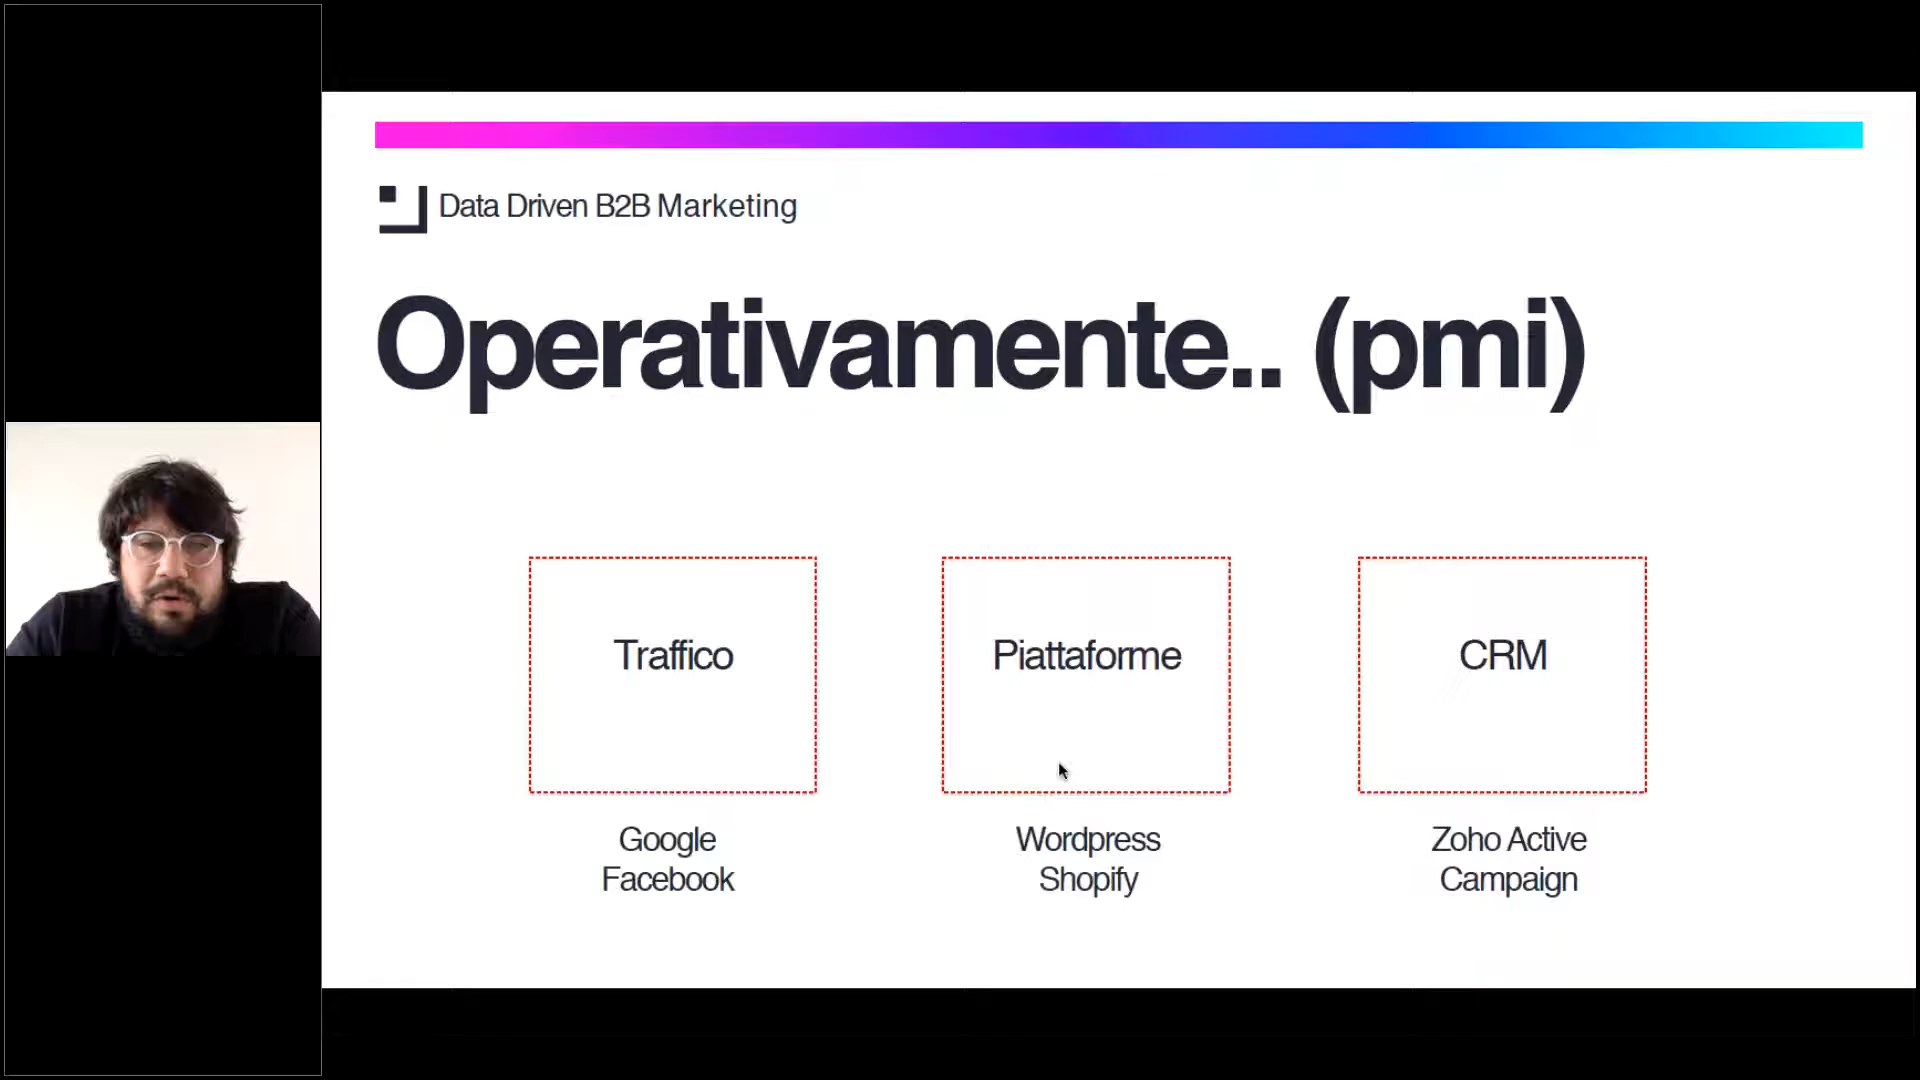 Data Driven B2B Marketing
Operativamente.. (pmi)
Traffico
Piattaforme
CRM
Google
Facebook
Wordpress
Shopify
Zoho Active
Campaign